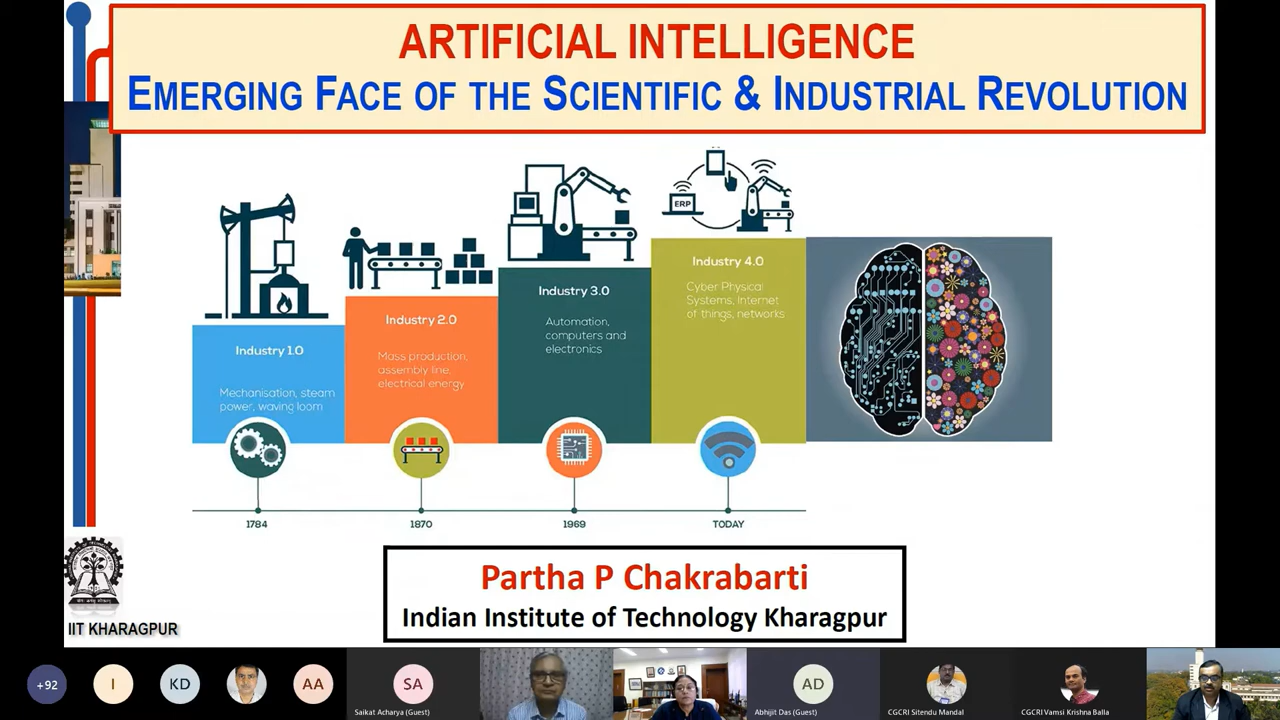 ARTIFICIAL INTELLIGENCE
EMERGING FACE OF THE SCIENTIFIC & INDUSTRIAL REVOLUTION
ERP
Industry 1.0
Mechanisation, steam
power, waving loom
Industry 2.0
Mass production,
assembly line,
electrical energy
Industry 3.0
Automation,
computers and
electronics
Industry 4.0
Cyber Physical
Systems, Internet
of things, networks
1784
1870
1969
TODAY
Partha P Chakrabarti
Indian Institute of Technology Kharagpur
IIT KHARAGPUR
+92
I
KD
AA
SA
Saikat Acharya (Guest)
AD
Abhijit Das (Guest)
CGCRI Sitendu Mandal
CGCRI Vamsi Krishna Balla